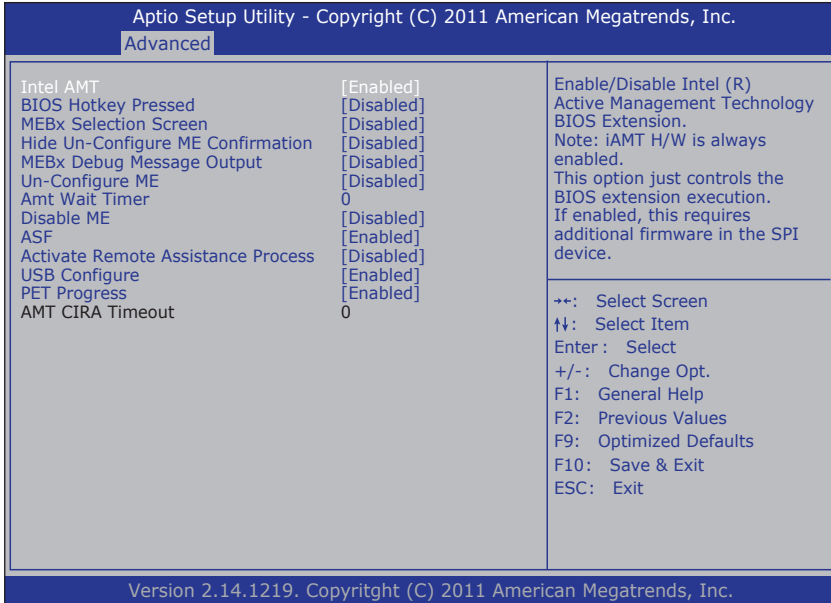 Aptio Setup Utility - Copyright (C) 2011 American Megatrends, Inc.
Advanced
Intel AMT [Enabled]
BIOS Hotkey Pressed [Disabled]
MEBx Selection Screen [Disabled]
Hide Un-Configure ME Confirmation [Disabled]
MEBx Debug Message Output [Disabled]
Un-Configure ME [Disabled]
Amt Wait Timer 0
Disable ME [Disabled]
ASF [Enabled]
Activate Remote Assistance Process [Disabled]
USB Configure [Enabled]
PET Progress [Enabled]
AMT CIRA Timeout 0
Enable/Disable Intel (R)
Active Management Technology
BIOS Extension.
Note: iAMT H/W is always
enabled.
This option just controls the
BIOS extension execution.
If enabled, this requires
additional firmware in the SPI
device.
→←: Select Screen
↑↓: Select Item
Enter : Select
+/-: Change Opt.
F1: General Help
F2: Previous Values
F9: Optimized Defaults
F10: Save & Exit
ESC: Exit
Version 2.14.1219. Copyritght (C) 2011 American Megatrends, Inc.